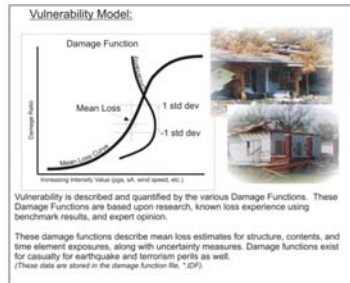 Vulnerability Model:
Damage Function
1 std dev
Mean Loss
-1 std dev
Damage Ratio
Mean Loss Curve
Increasing Intensity Value (pga, sA, wind speed, etc.)
Vulnerability is described and quantified by the various Damage Functions. These
Damage Functions are based upon research, known loss experience using
benchmark results, and expert opinion.
These damage functions describe mean loss estimates for structure, contents, and
time element exposures, along with uncertainty measures. Damage functions exist
for casualty for earthquake and terrorism perils as well.
(These data are stored in the damage function file, *.IDF).